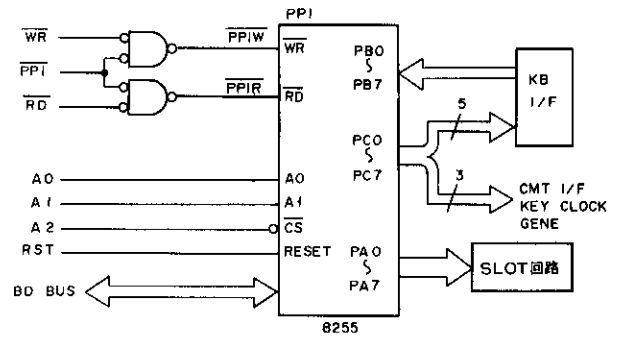 PPI
WR
PPIW
WR
PPI
RD
PPIR
RD
PB0
PB7
KB
I/F
5
PC0
PC7
3
CMT I/F
KEY CLOCK
GENE
A0
A0
A1
A1
A2
CS
RST
RESET
PA0
PA7
SLOT回路
BD BUS
8255